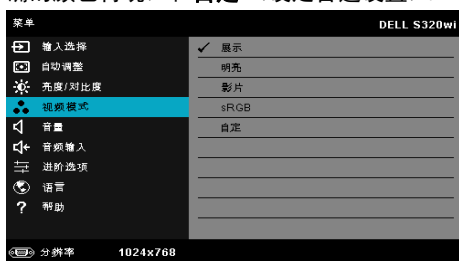 菜单 DELL S320wi
输入选择
自动调整
亮度/对比度
视频模式
音量
音频输入
进阶选项
语言
帮助
✓ 展示
明亮
影片
sRGB
自定
分辨率 1024x768